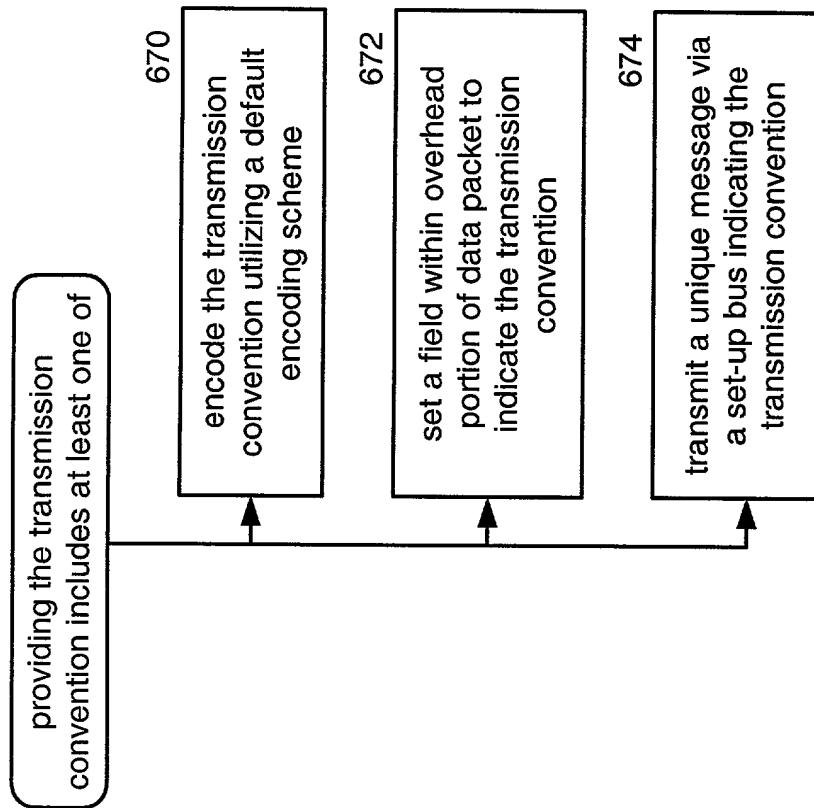 providing the transmission
convention includes at least one of
670
encode the transmission
convention utilizing a default
encoding scheme
672
set a field within overhead
portion of data packet to
indicate the transmission
convention
674
transmit a unique message via
a set-up bus indicating the
transmission convention